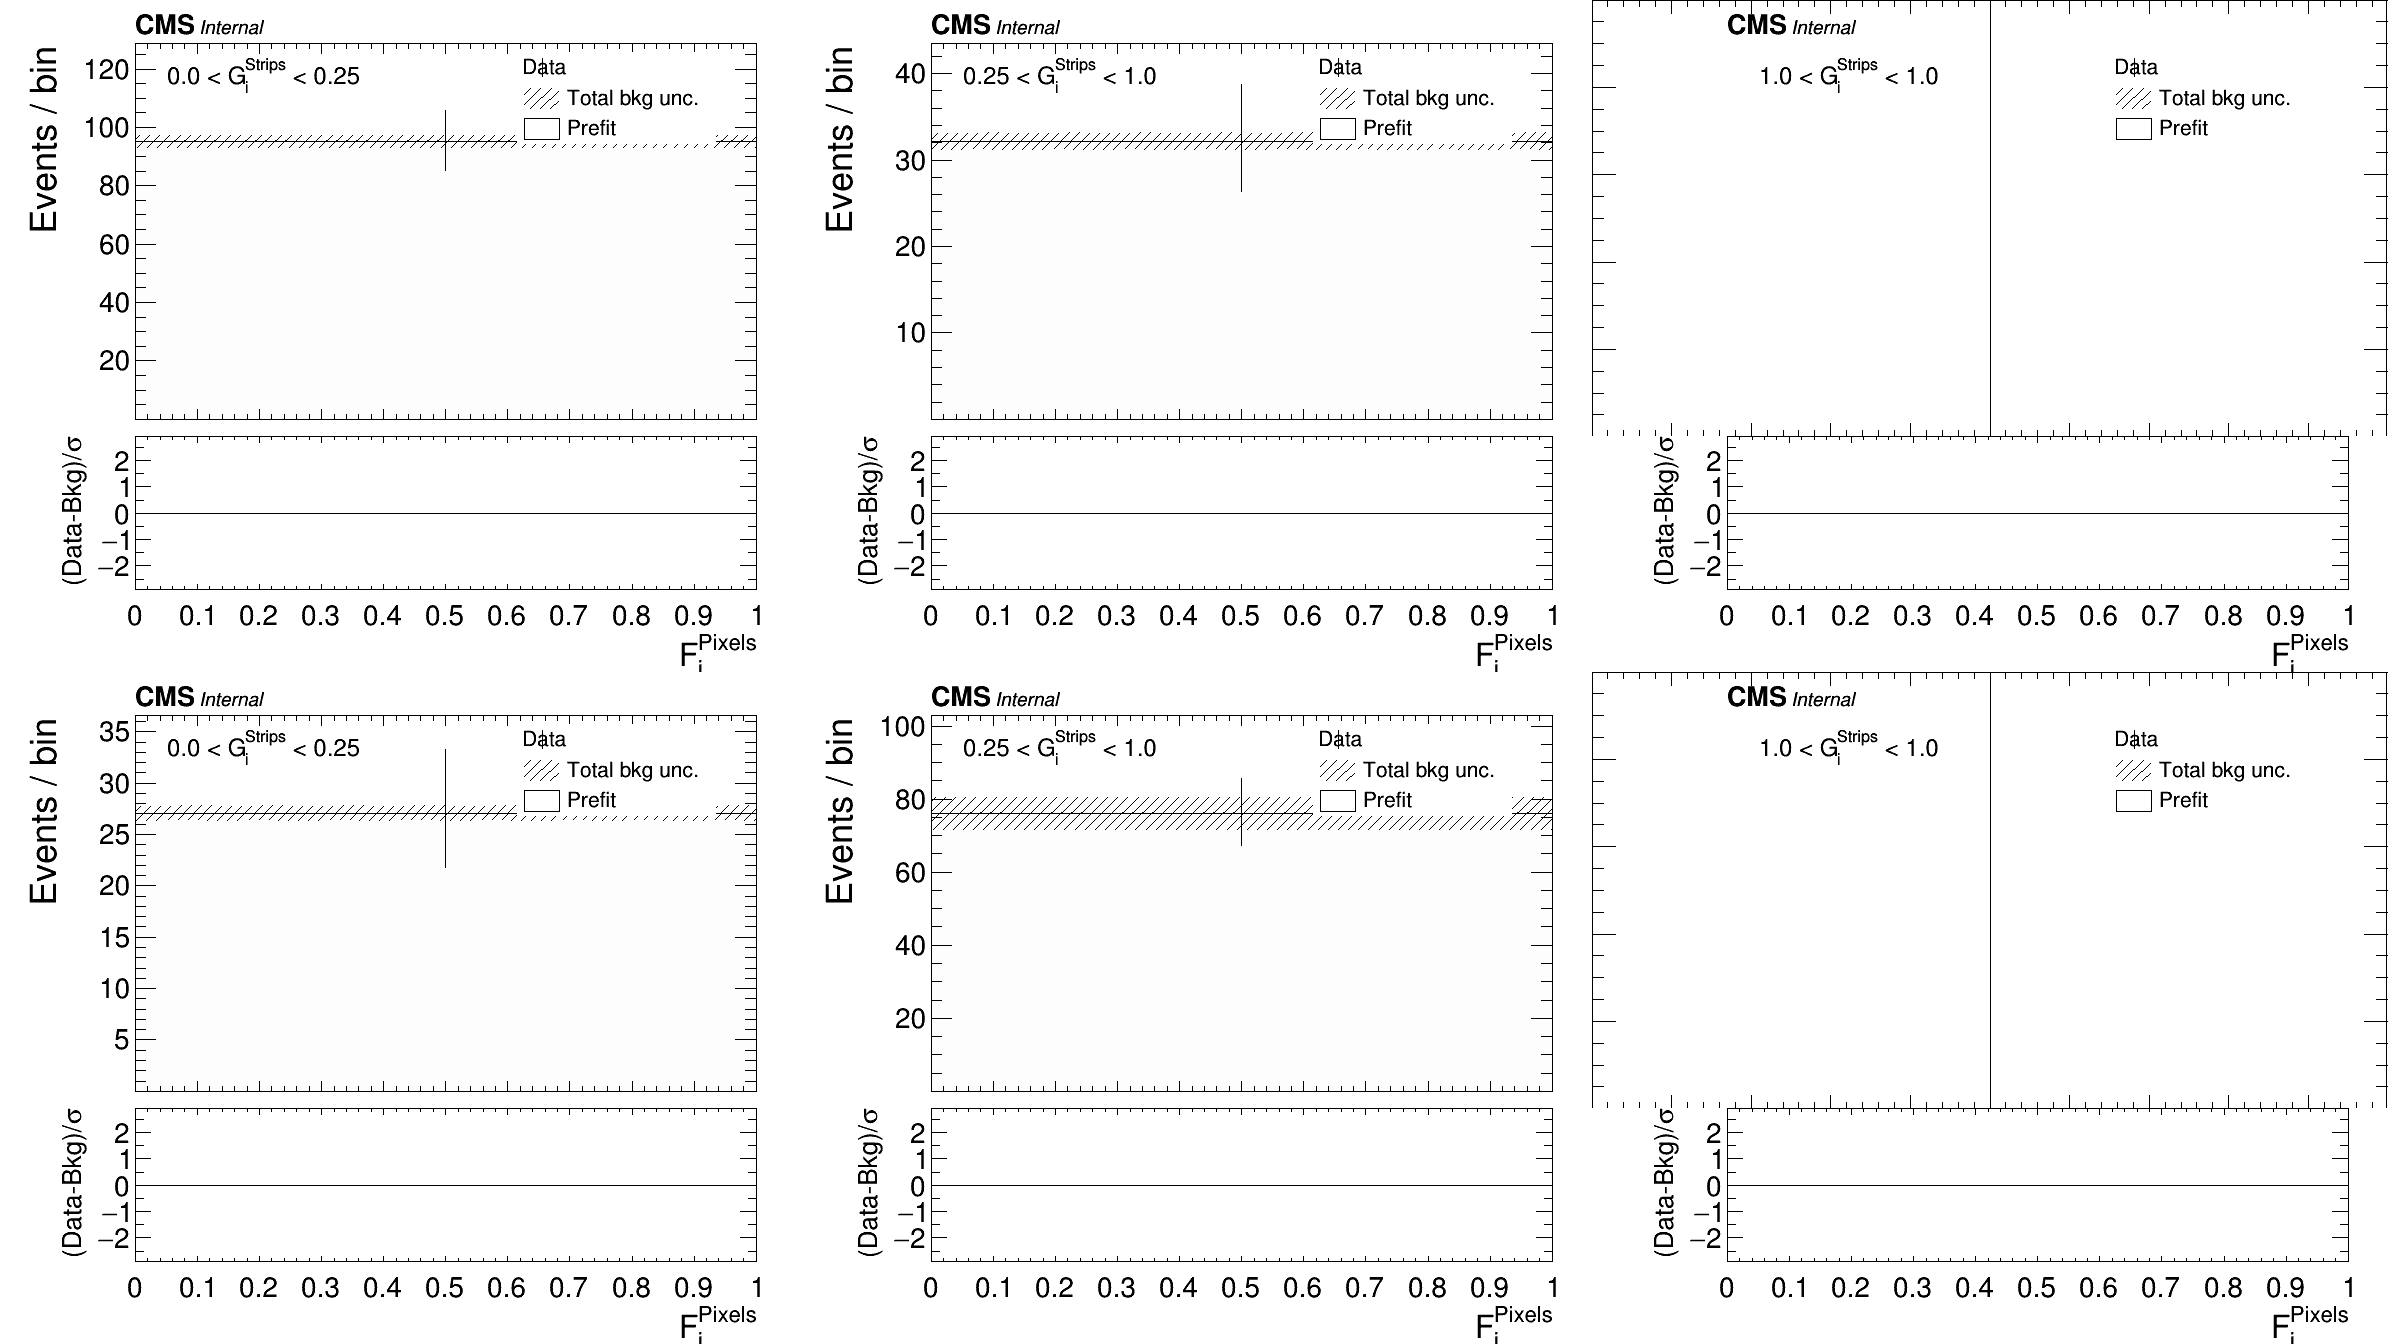 CMS Internal
Events / bin
0.0 < G_i^Strips < 0.25
Data
Total bkg unc.
Prefit
120
100
80
60
40
20
(Data-Bkg)/σ
2
1
0
−1
−2
0 0.1 0.2 0.3 0.4 0.5 0.6 0.7 0.8 0.9 1
F_i^Pixels
CMS Internal
Events / bin
0.25 < G_i^Strips < 1.0
Data
Total bkg unc.
Prefit
40
30
20
10
(Data-Bkg)/σ
2
1
0
−1
−2
0 0.1 0.2 0.3 0.4 0.5 0.6 0.7 0.8 0.9 1
F_i^Pixels
CMS Internal
1.0 < G_i^Strips < 1.0
Data
Total bkg unc.
Prefit
(Data-Bkg)/σ
2
1
0
−1
−2
0 0.1 0.2 0.3 0.4 0.5 0.6 0.7 0.8 0.9 1
F_i^Pixels
CMS Internal
Events / bin
0.0 < G_i^Strips < 0.25
Data
Total bkg unc.
Prefit
35
30
25
20
15
10
5
(Data-Bkg)/σ
2
1
0
−1
−2
0 0.1 0.2 0.3 0.4 0.5 0.6 0.7 0.8 0.9 1
F_i^Pixels
CMS Internal
Events / bin
0.25 < G_i^Strips < 1.0
Data
Total bkg unc.
Prefit
100
80
60
40
20
(Data-Bkg)/σ
2
1
0
−1
−2
0 0.1 0.2 0.3 0.4 0.5 0.6 0.7 0.8 0.9 1
F_i^Pixels
CMS Internal
1.0 < G_i^Strips < 1.0
Data
Total bkg unc.
Prefit
(Data-Bkg)/σ
2
1
0
−1
−2
0 0.1 0.2 0.3 0.4 0.5 0.6 0.7 0.8 0.9 1
F_i^Pixels